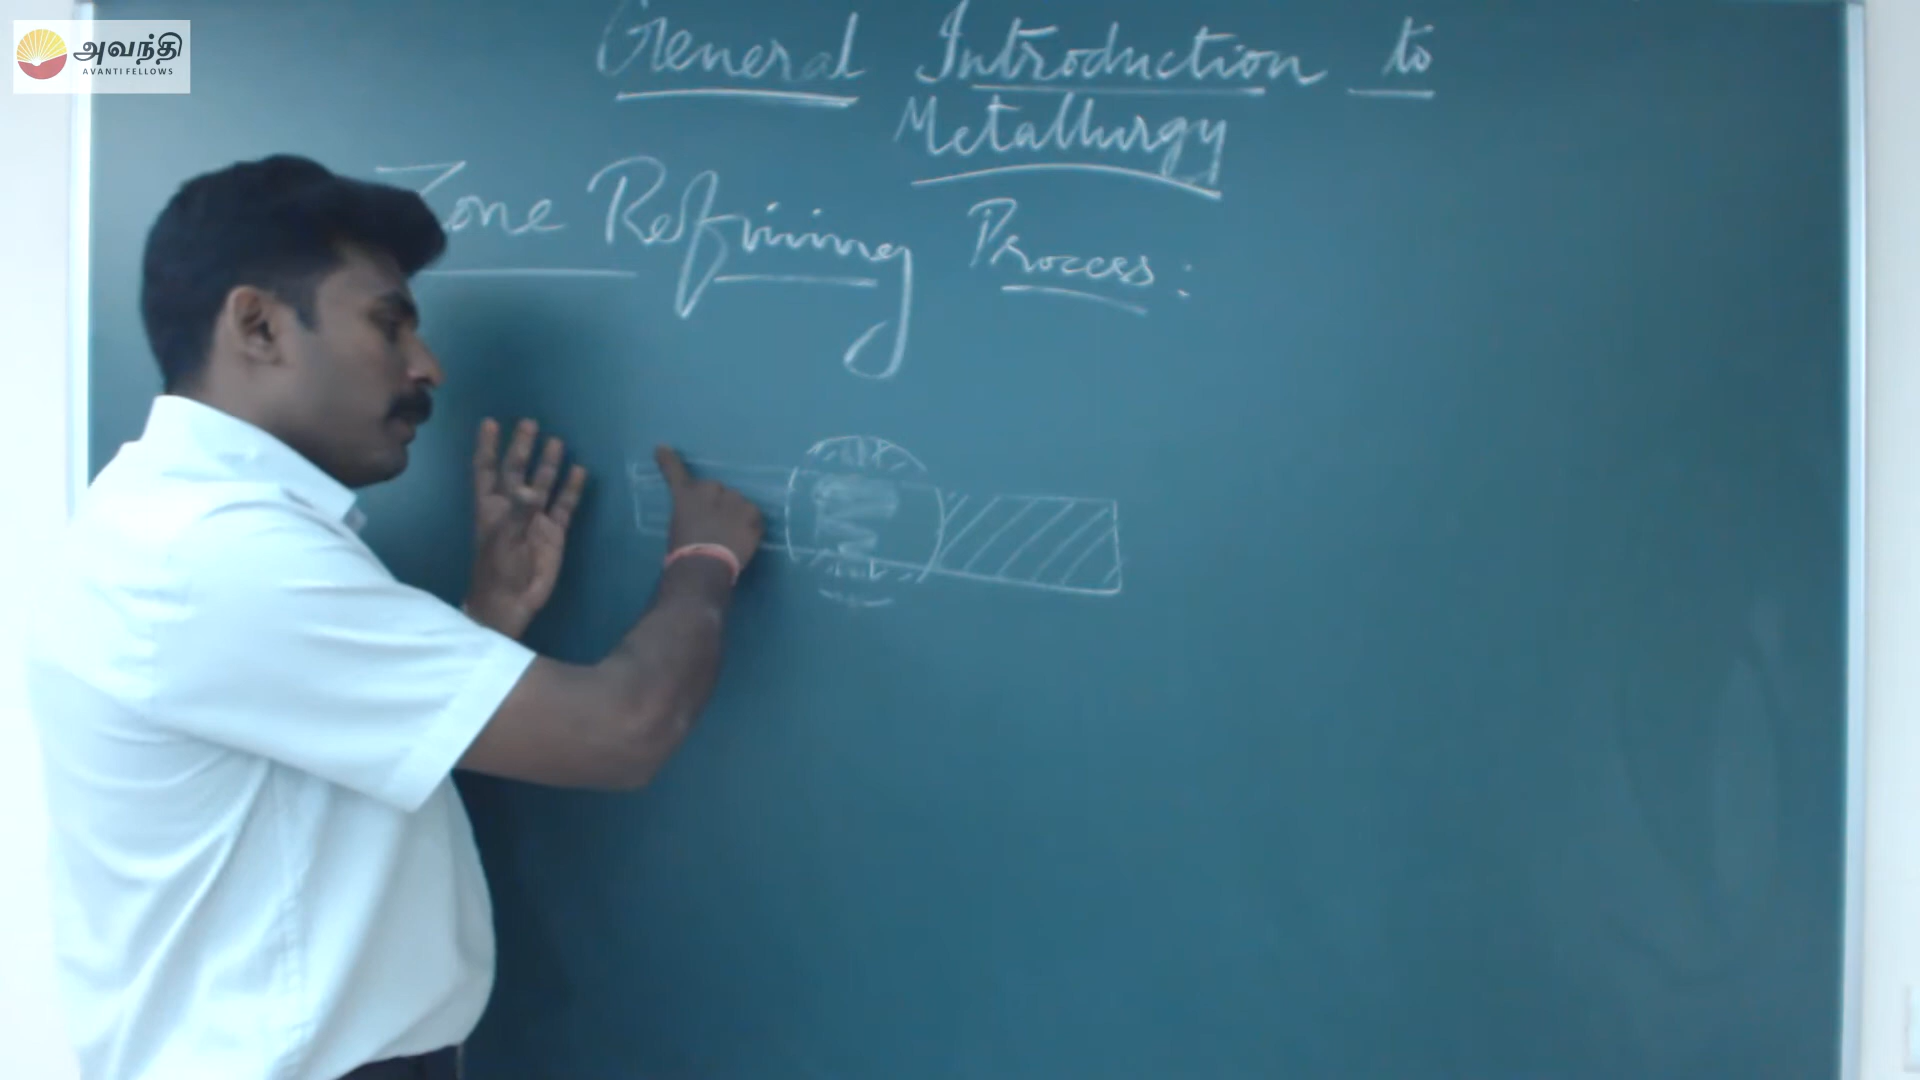 அவந்தி
AVANTI FELLOWS
General Introduction to
Metallurgy
Zone Refining Process: